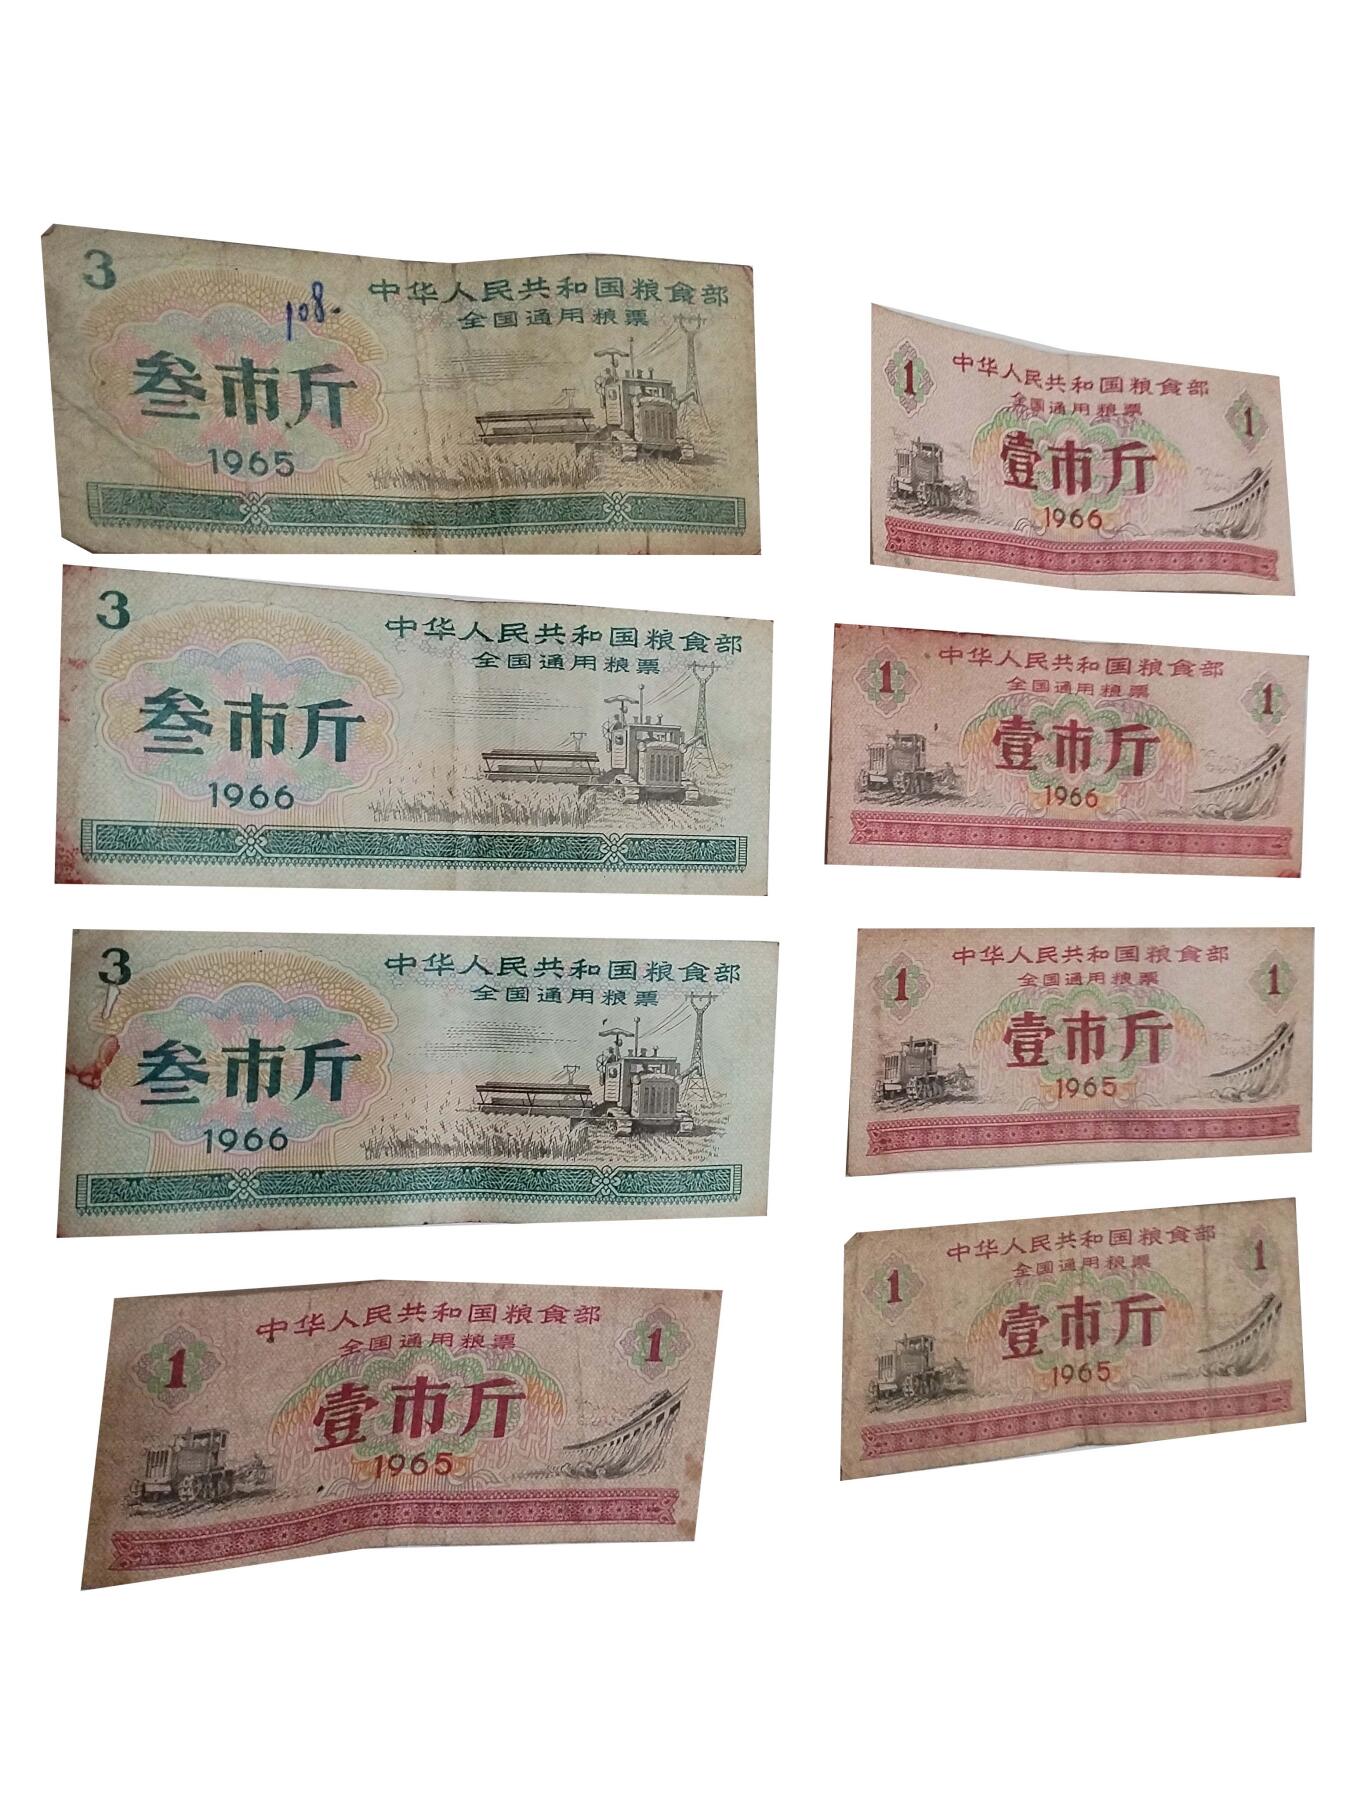 3
108-
中华人民共和国粮食部
全国通用粮票
叁市斤
1965
3
中华人民共和国粮食部
全国通用粮票
叁市斤
1966
3
中华人民共和国粮食部
全国通用粮票
叁市斤
1966
中华人民共和国粮食部
全国通用粮票
1 1
壹市斤
1965
中华人民共和国粮食部
1 1
全国通用粮票
壹市斤
1966
中华人民共和国粮食部
1 1
全国通用粮票
壹市斤
1966
中华人民共和国粮食部
1 1
全国通用粮票
壹市斤
1965
中华人民共和国粮食部
1 1
全国通用粮票
壹市斤
1965